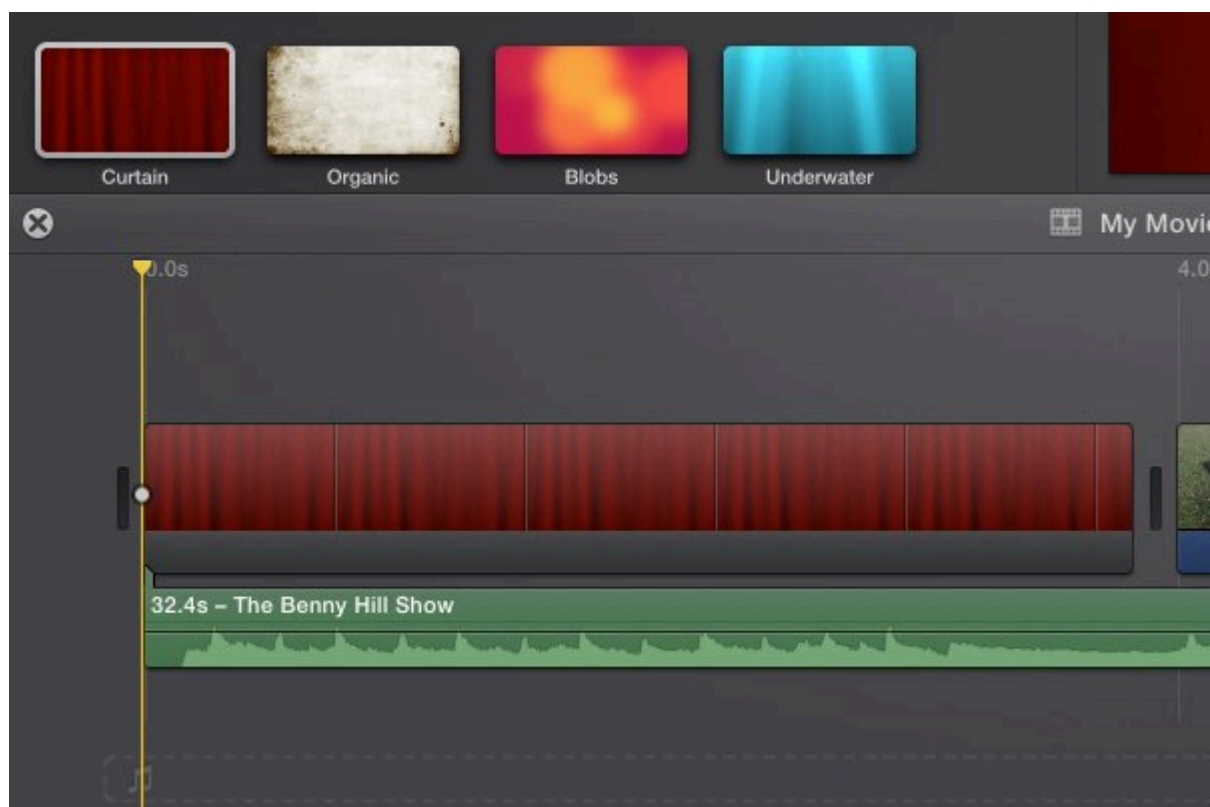 Curtain
Organic
Blobs
Underwater
My Movie
0.0s
4.0
32.4s – The Benny Hill Show